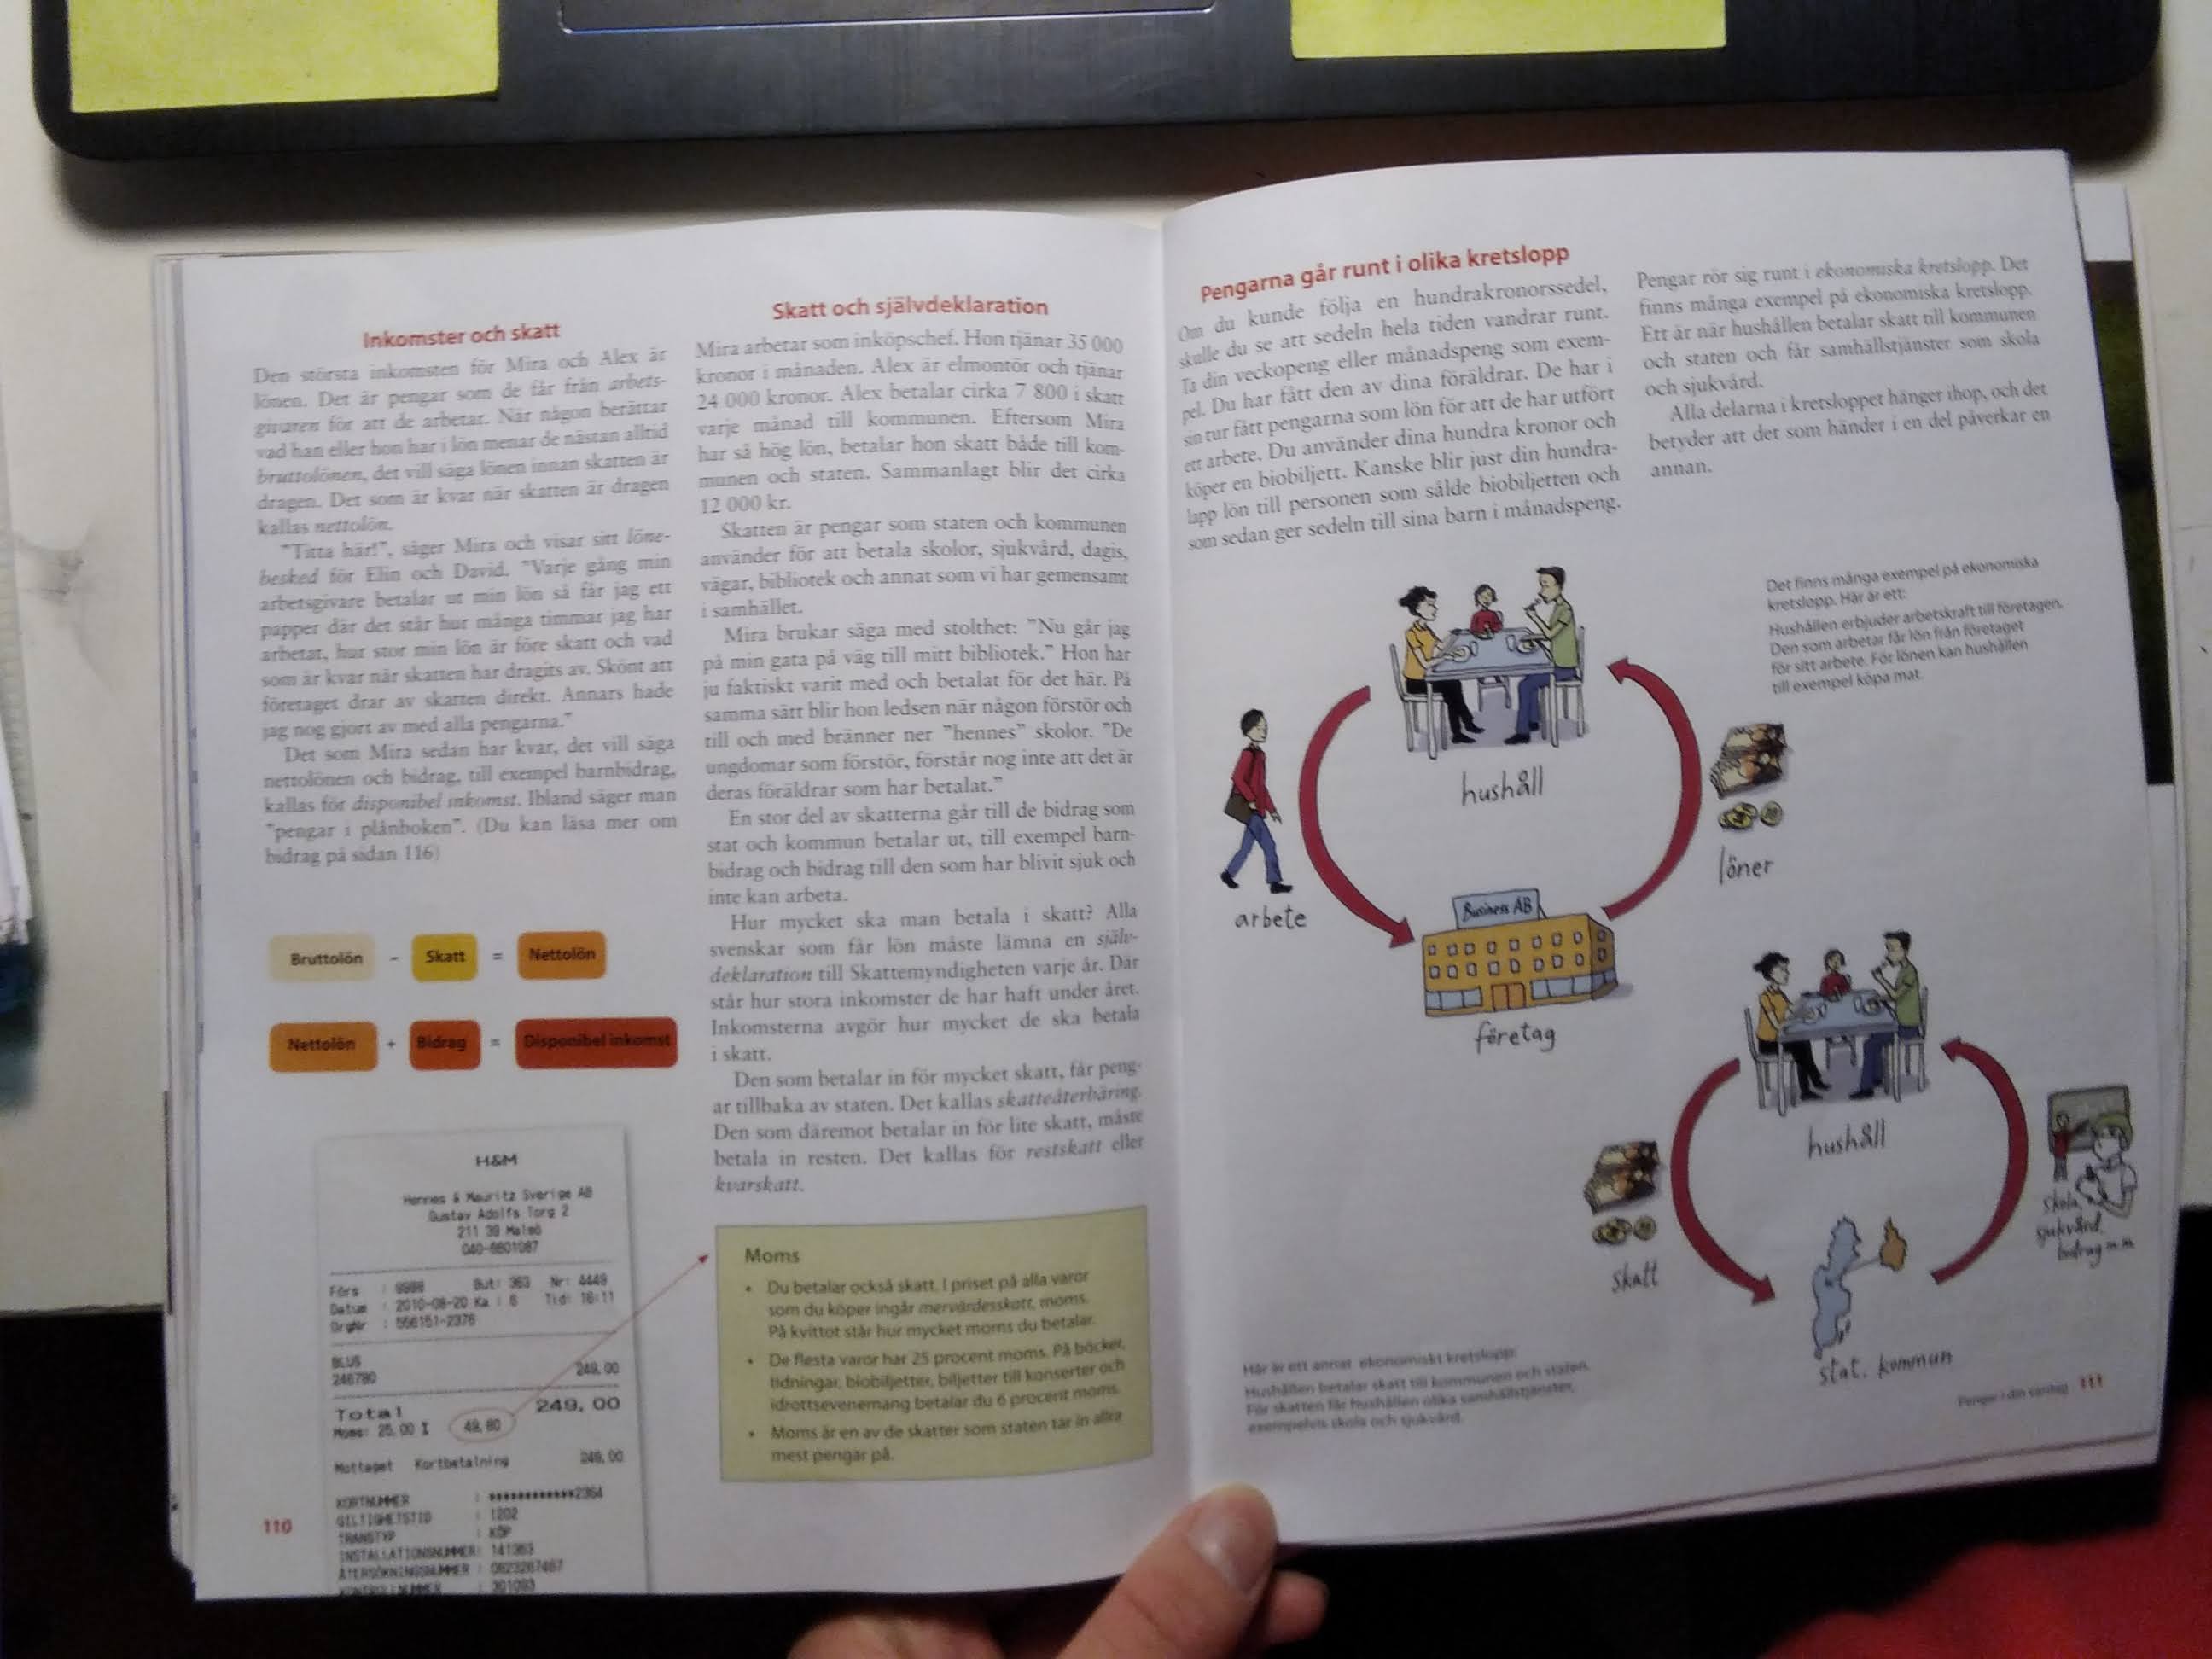 Inkomster och skatt
Den största inkomsten för Mira och Alex är
lönen. Det är pengar som de får från arbets-
givaren för att de arbetar. När någon berättar
vad han eller hon har i lön menar de nästan alltid
bruttolönen, det vill säga lönen innan skatten är
dragen. Det som är kvar när skatten är dragen
kallas nettolön.
"Titta här!", säger Mira och visar sitt löne-
besked för Elin och David. "Varje gång min
arbetsgivare betalar ut min lön så får jag ett
papper där det står hur många timmar jag har
arbetat, hur stor min lön är före skatt och vad
som är kvar när skatten har dragits av. Skönt att
företaget drar av skatten direkt. Annars hade
jag nog gjort av med alla pengarna."
Det som Mira sedan har kvar, det vill säga
nettolönen och bidrag, till exempel barnbidrag,
kallas för disponibel inkomst. Ibland säger man
"pengar i plånboken". (Du kan läsa mer om
bidrag på sidan 116)
Bruttolön - Skatt = Nettolön
Nettolön + Bidrag = Disponibel inkomst
H&M
Hennes & Mauritz Sverige AB
Gustav Adolfs Torg 2
211 39 Malmö
040-6601087
Förs : 9988 But: 363 Nr: 4449
Datum : 2010-08-20 Ka : 6 Tid: 16:11
OrgNr : 556151-2376
BLUS 249,00
246780
Total 249,00
Moms: 25,00 % 49,80
Mottaget Kortbetalning 249,00
KORTNUMMER : ************2364
GILTIGHETSTID : 1202
TRANSTYP : KÖP
INSTALLATIONSNUMMER: 141363
ÅTERSÖKNINGSNUMMER : 0623267467
KONTROLLNUMMER : 301093
110
Skatt och självdeklaration
Mira arbetar som inköpschef. Hon tjänar 35 000
kronor i månaden. Alex är elmontör och tjänar
24 000 kronor. Alex betalar cirka 7 800 i skatt
varje månad till kommunen. Eftersom Mira
har så hög lön, betalar hon skatt både till kom-
munen och staten. Sammanlagt blir det cirka
12 000 kr.
Skatten är pengar som staten och kommunen
använder för att betala skolor, sjukvård, dagis,
vägar, bibliotek och annat som vi har gemensamt
i samhället.
Mira brukar säga med stolthet: "Nu går jag
på min gata på väg till mitt bibliotek." Hon har
ju faktiskt varit med och betalat för det här. På
samma sätt blir hon ledsen när någon förstör och
till och med bränner ner "hennes" skolor. "De
ungdomar som förstör, förstår nog inte att det är
deras föräldrar som har betalat."
En stor del av skatterna går till de bidrag som
stat och kommun betalar ut, till exempel barn-
bidrag och bidrag till den som har blivit sjuk och
inte kan arbeta.
Hur mycket ska man betala i skatt? Alla
svenskar som får lön måste lämna en själv-
deklaration till Skattemyndigheten varje år. Där
står hur stora inkomster de har haft under året.
Inkomsterna avgör hur mycket de ska betala
i skatt.
Den som betalar in för mycket skatt, får peng-
ar tillbaka av staten. Det kallas skatteåterbäring.
Den som däremot betalar in för lite skatt, måste
betala in resten. Det kallas för restskatt eller
kvarskatt.
Moms
• Du betalar också skatt. I priset på alla varor
som du köper ingår mervärdesskatt, moms.
På kvittot står hur mycket moms du betalar.
• De flesta varor har 25 procent moms. På böcker,
tidningar, biobiljetter, biljetter till konserter och
idrottsevenemang betalar du 6 procent moms.
• Moms är en av de skatter som staten tar in allra
mest pengar på.
Pengarna går runt i olika kretslopp
Om du kunde följa en hundrakronorssedel,
skulle du se att sedeln hela tiden vandrar runt.
Ta din veckopeng eller månadspeng som exem-
pel. Du har fått den av dina föräldrar. De har i
sin tur fått pengarna som lön för att de har utfört
ett arbete. Du använder dina hundra kronor och
köper en biobiljett. Kanske blir just din hundra-
lapp lön till personen som sålde biobiljetten och
som sedan ger sedeln till sina barn i månadspeng.
Pengar rör sig runt i ekonomiska kretslopp. Det
finns många exempel på ekonomiska kretslopp.
Ett är när hushållen betalar skatt till kommunen
och staten och får samhällstjänster som skola
och sjukvård.
Alla delarna i kretsloppet hänger ihop, och det
betyder att det som händer i en del påverkar en
annan.
Det finns många exempel på ekonomiska
kretslopp. Här är ett:
Hushållen erbjuder arbetskraft till företagen.
Den som arbetar får lön från företaget
för sitt arbete. För lönen kan hushållen
till exempel köpa mat.
hushåll
arbete
löner
Business AB
företag
hushåll
skatt
skola,
sjukvård,
bidrag m.m
stat, kommun
Här är ett annat ekonomiskt kretslopp:
Hushållen betalar skatt till kommunen och staten.
För skatten får hushållen olika samhällstjänster,
exempelvis skola och sjukvård.
Pengar i din vardag 111